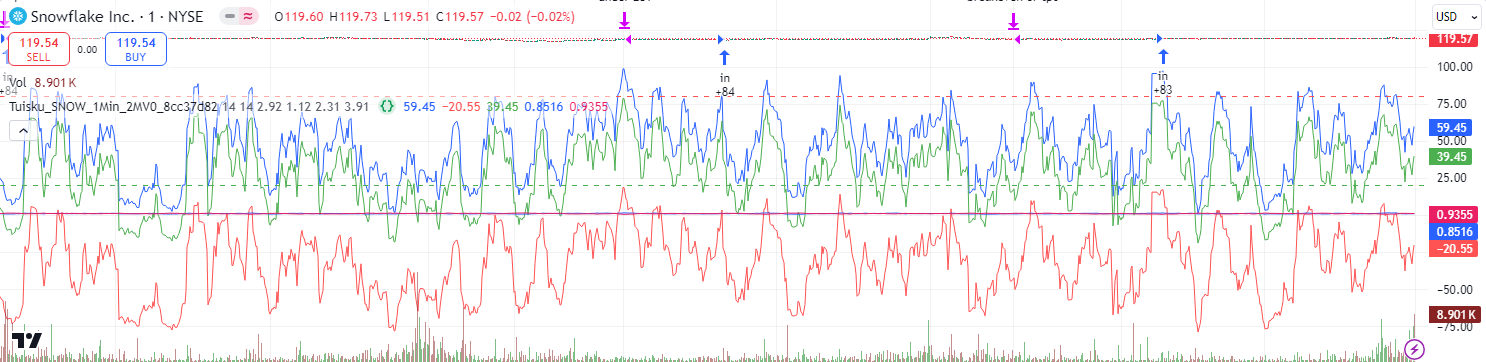 Snowflake Inc. · 1 · NYSE O119.60 H119.73 L119.51 C119.57 −0.02 (−0.02%)
USD
119.54 SELL
0.00
119.54 BUY
119.57
in
+84
Vol 8.901 K
Tuisku_SNOW_1Min_2MV0_8cc37d82 14 14 2.92 1.12 2.31 3.91 59.45 −20.55 39.45 0.8516 0.9355
in
+84
in
+83
100.00
75.00
59.45
50.00
39.45
25.00
0.9355
0.8516
−20.55
−50.00
8.901 K
−75.00